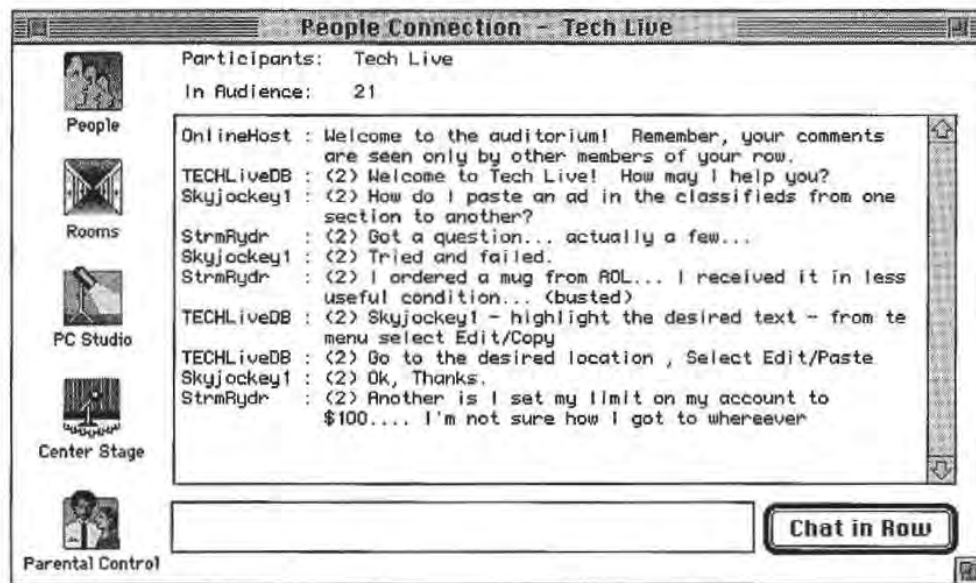 People Connection - Tech Live
Participants: Tech Live
In Audience: 21
People
Rooms
PC Studio
Center Stage
Parental Control
OnlineHost : Welcome to the auditorium! Remember, your comments
are seen only by other members of your row.
TECHLiveDB : (2) Welcome to Tech Live! How may I help you?
Skyjockey1 : (2) How do I paste an ad in the classifieds from one
section to another?
StrmRydr : (2) Got a question... actually a few...
Skyjockey1 : (2) Tried and failed.
StrmRydr : (2) I ordered a mug from AOL... I received it in less
useful condition... (busted)
TECHLiveDB : (2) Skyjockey1 - highlight the desired text - from te
menu select Edit/Copy
TECHLiveDB : (2) Go to the desired location , Select Edit/Paste
Skyjockey1 : (2) Ok, Thanks.
StrmRydr : (2) Another is I set my limit on my account to
$100.... I'm not sure how I got to whereever
Chat in Row